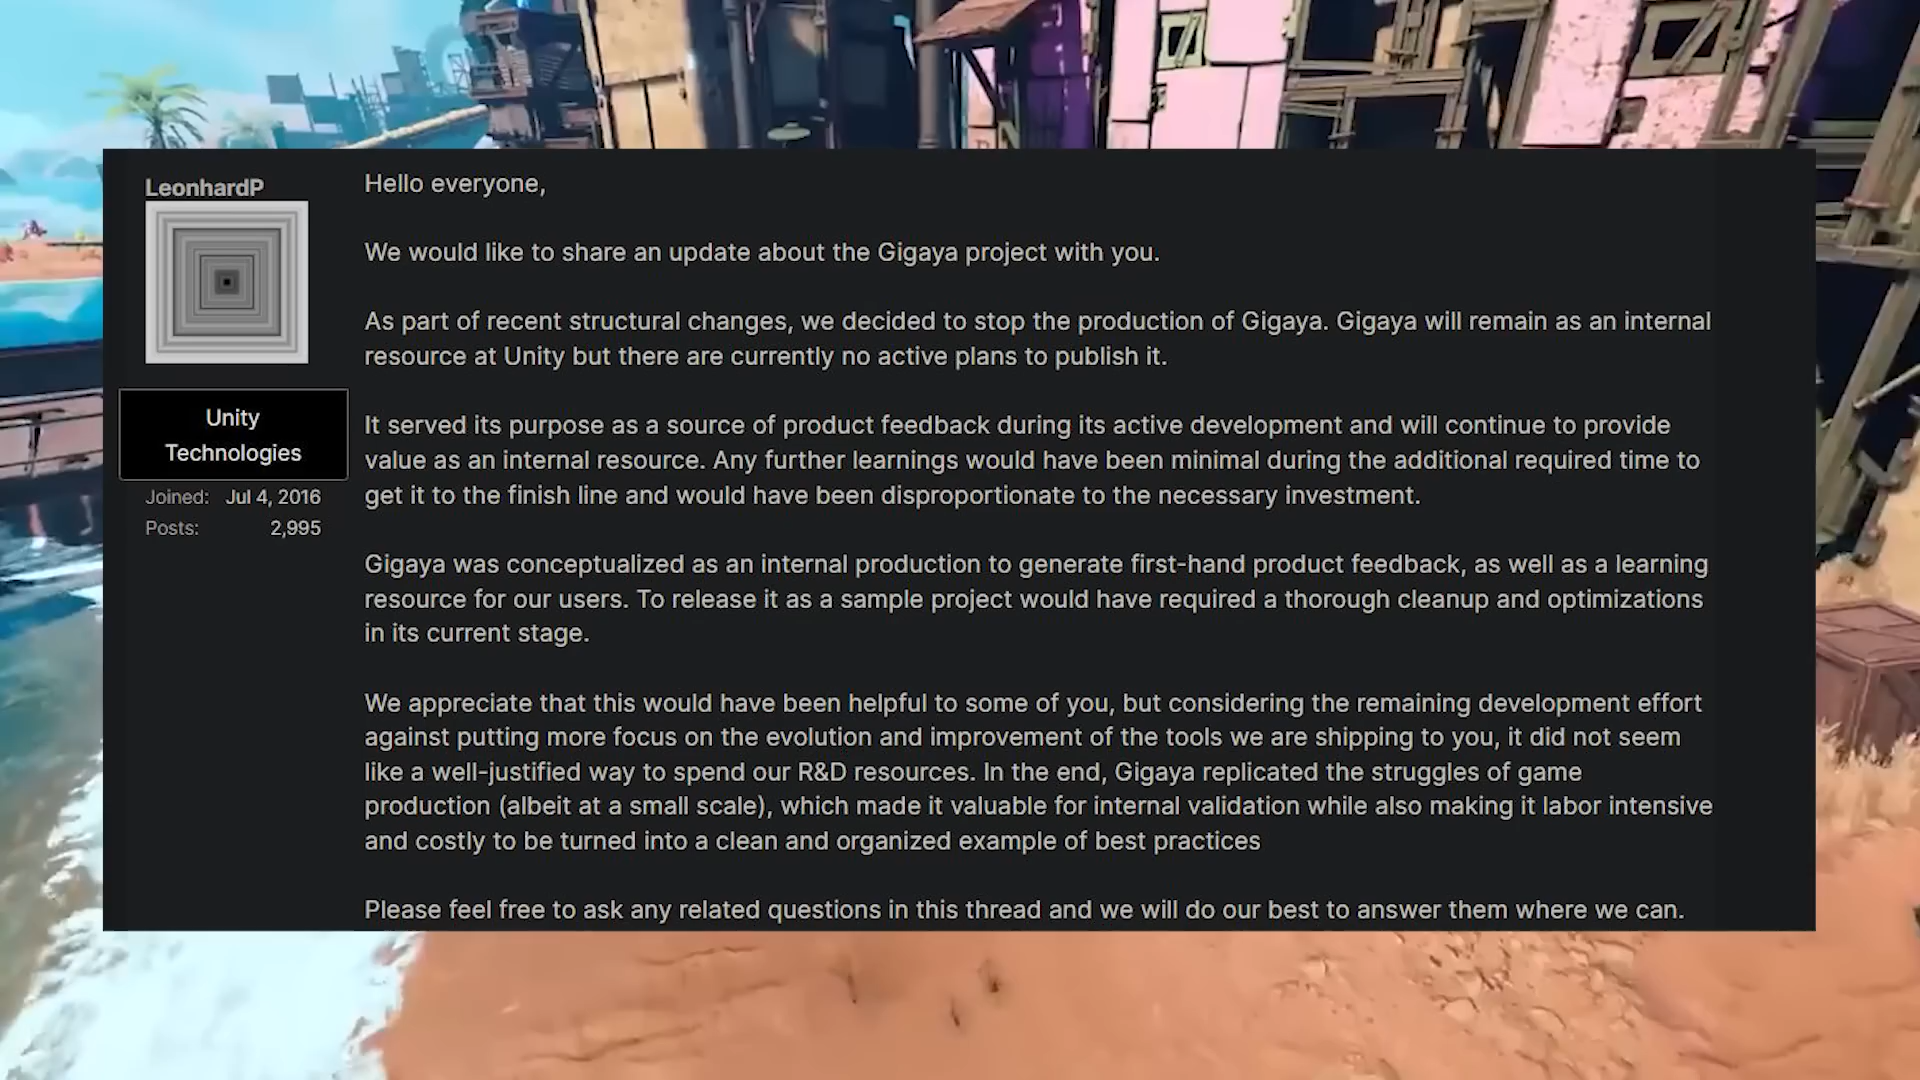 LeonhardP
Unity
Technologies
Joined: Jul 4, 2016
Posts: 2,995
Hello everyone,
We would like to share an update about the Gigaya project with you.
As part of recent structural changes, we decided to stop the production of Gigaya. Gigaya will remain as an internal
resource at Unity but there are currently no active plans to publish it.
It served its purpose as a source of product feedback during its active development and will continue to provide
value as an internal resource. Any further learnings would have been minimal during the additional required time to
get it to the finish line and would have been disproportionate to the necessary investment.
Gigaya was conceptualized as an internal production to generate first-hand product feedback, as well as a learning
resource for our users. To release it as a sample project would have required a thorough cleanup and optimizations
in its current stage.
We appreciate that this would have been helpful to some of you, but considering the remaining development effort
against putting more focus on the evolution and improvement of the tools we are shipping to you, it did not seem
like a well-justified way to spend our R&D resources. In the end, Gigaya replicated the struggles of game
production (albeit at a small scale), which made it valuable for internal validation while also making it labor intensive
and costly to be turned into a clean and organized example of best practices
Please feel free to ask any related questions in this thread and we will do our best to answer them where we can.